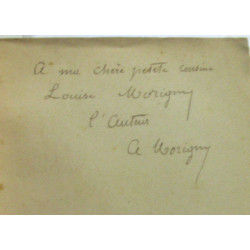 A ma chère petite cousine
Louise Morigny
l'Auteur
A Morigny